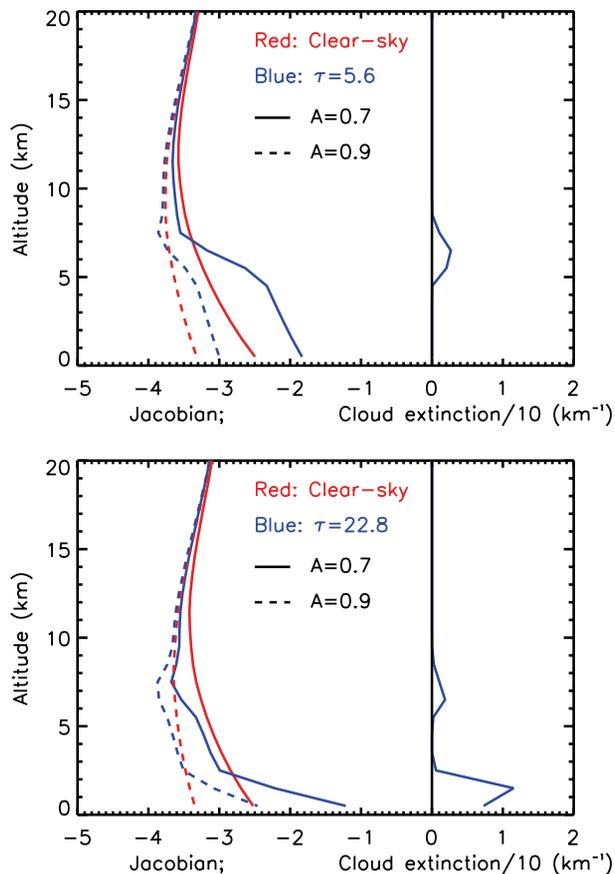 20
Red: Clear-sky
Blue: τ=5.6
A=0.7
A=0.9
15
10
5
0
Altitude (km)
−5 −4 −3 −2 −1 0 1 2
Jacobian; Cloud extinction/10 (km⁻¹)
20
Red: Clear-sky
Blue: τ=22.8
A=0.7
A=0.9
15
10
5
0
Altitude (km)
−5 −4 −3 −2 −1 0 1 2
Jacobian; Cloud extinction/10 (km⁻¹)